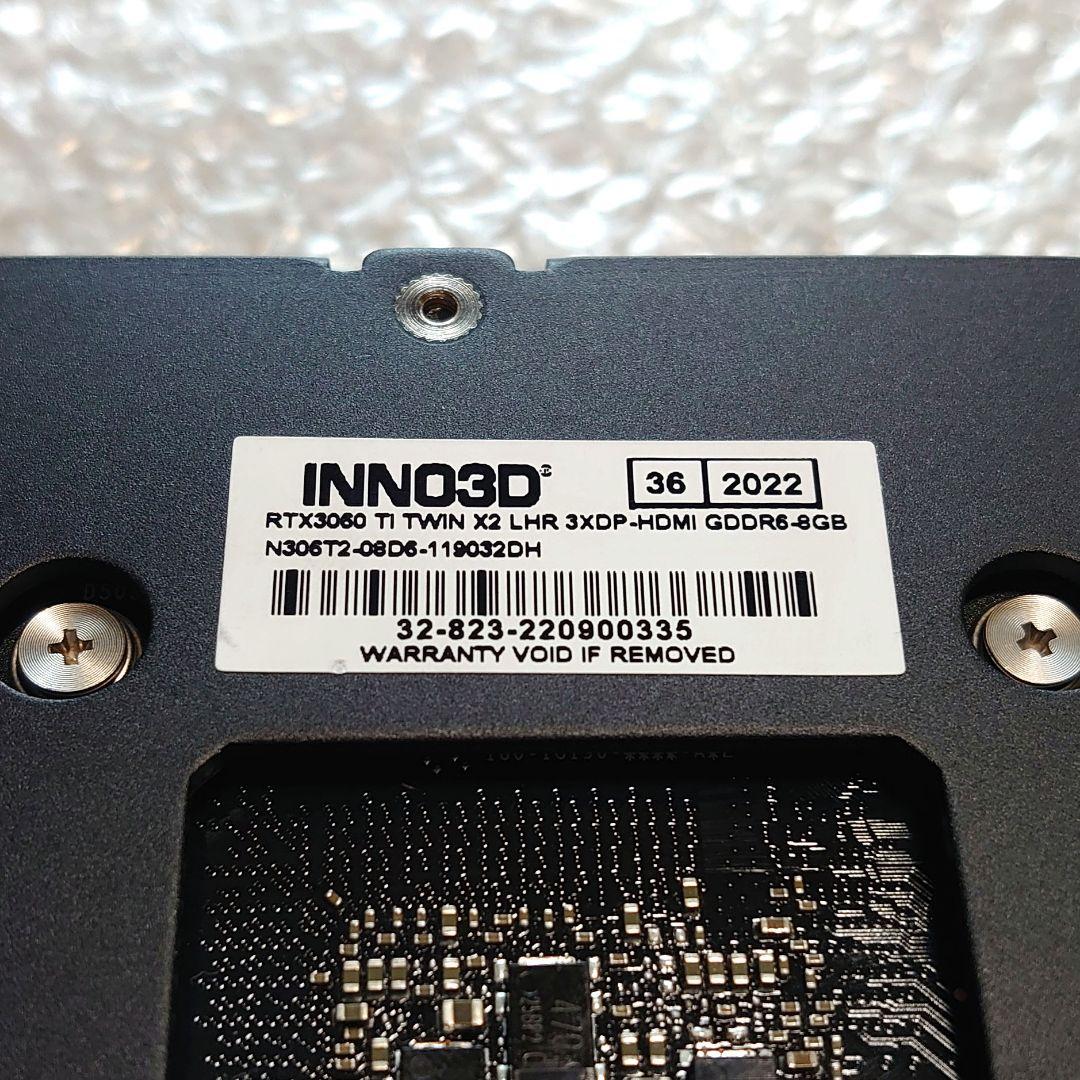 INNO3D
36 2022
RTX3060 TI TWIN X2 LHR 3XDP-HDMI GDDR6-8GB
N306T2-08D6-119032DH
32-823-220900335
WARRANTY VOID IF REMOVED